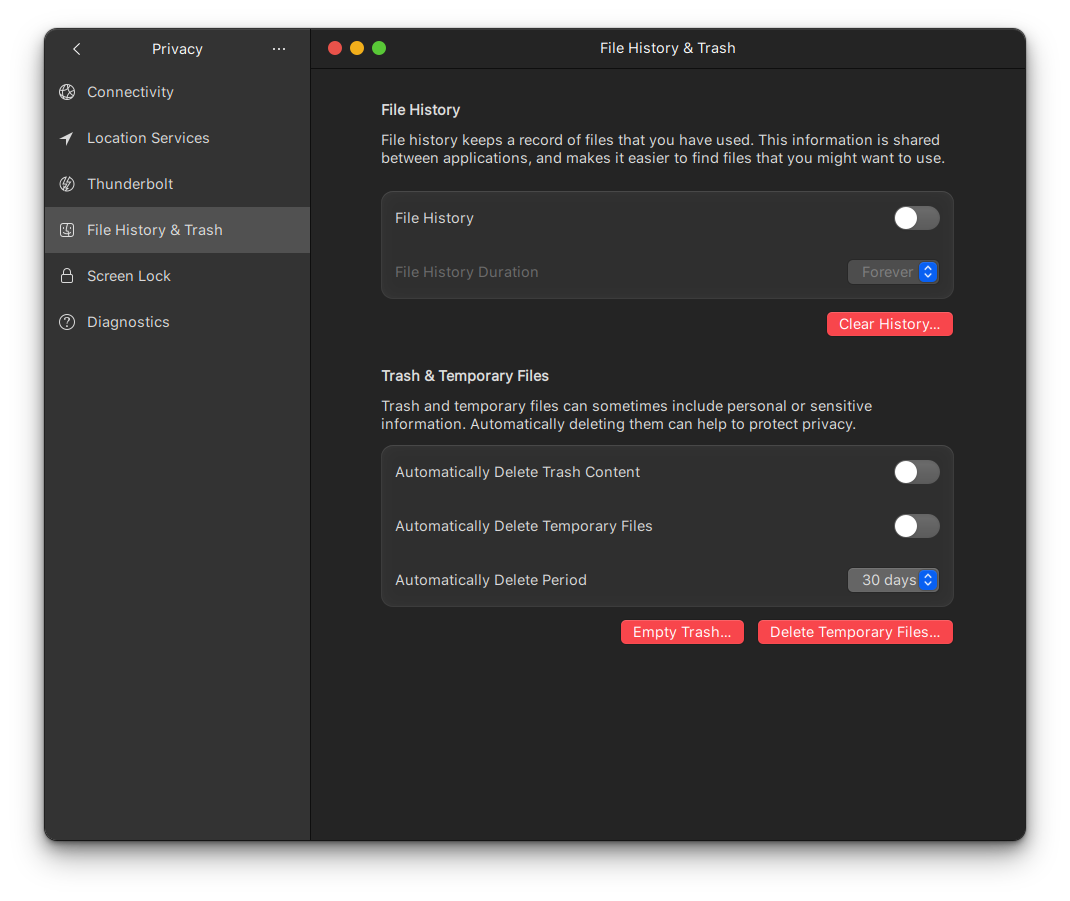 Privacy
...
Connectivity
Location Services
Thunderbolt
File History & Trash
Screen Lock
Diagnostics
File History & Trash
File History
File history keeps a record of files that you have used. This information is shared
between applications, and makes it easier to find files that you might want to use.
File History
File History Duration
Forever
Clear History...
Trash & Temporary Files
Trash and temporary files can sometimes include personal or sensitive
information. Automatically deleting them can help to protect privacy.
Automatically Delete Trash Content
Automatically Delete Temporary Files
Automatically Delete Period
30 days
Empty Trash...
Delete Temporary Files...